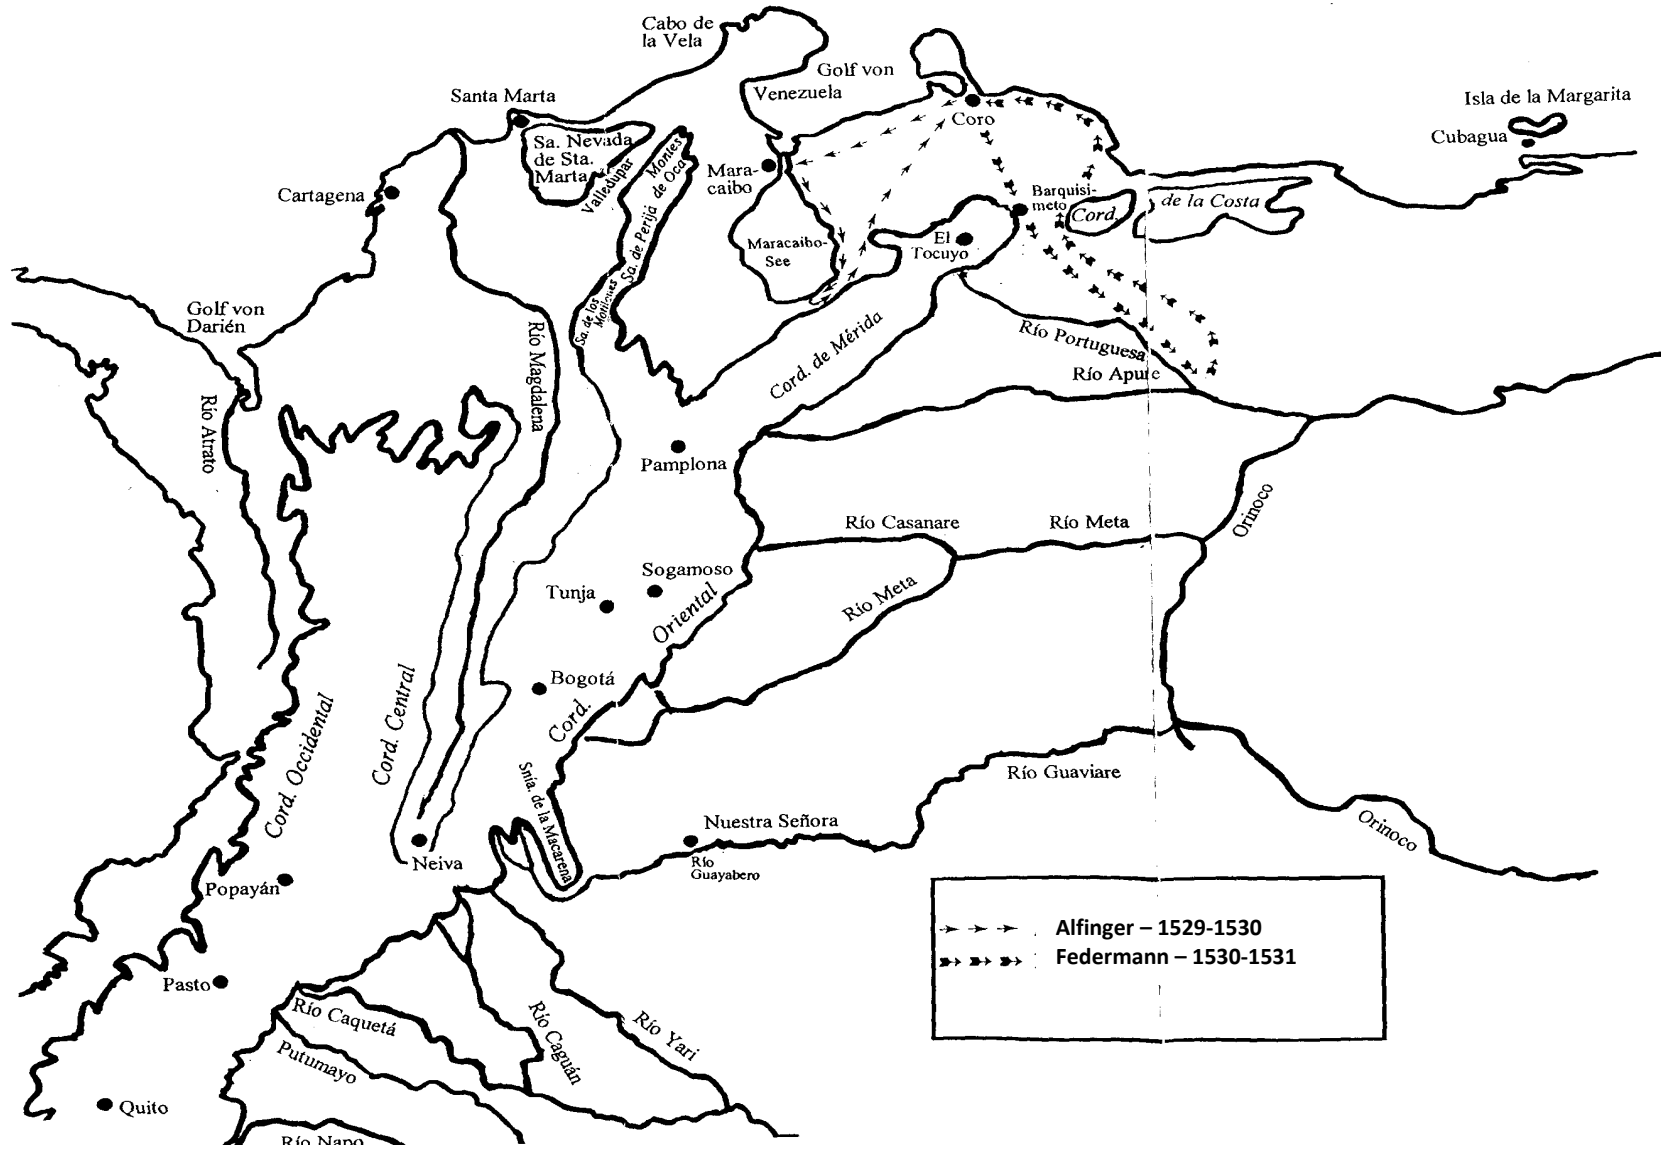 Cabo de
la Vela
Golf von
Venezuela
Santa Marta
Coro
Isla de la Margarita
Cubagua
Sa. Nevada
de Sta.
Marta
Valledupar
Montes
de Oca
Sa. de Perijá
Mara-
caibo
Cartagena
Barquisi-
meto
Cord.
de la Costa
El
Tocuyo
Maracaibo-
See
Sa. de los
Motilones
Golf von
Darién
Río Magdalena
Cord. de Mérida
Río Portuguesa
Río Apure
Río Atrato
Pamplona
Río Casanare
Río Meta
Orinoco
Sogamoso
Tunja
Oriental
Río Meta
Bogotá
Cord.
Cord. Central
Cord. Occidental
Snía. de la Macarena
Río Guaviare
Nuestra Señora
Orinoco
Río
Guayabero
Neiva
Popayán
Alfinger – 1529-1530
Federmann – 1530-1531
Pasto
Río Caquetá
Río Caguán
Río Yari
Putumayo
Quito
Río Napo